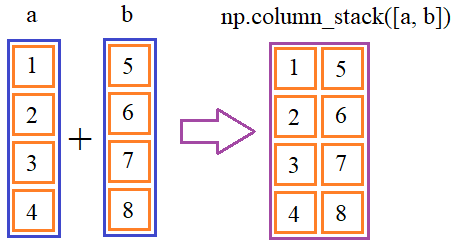 a b np.column_stack([a, b])
1 5 1 5
2 6 2 6
+
3 7 3 7
4 8 4 8